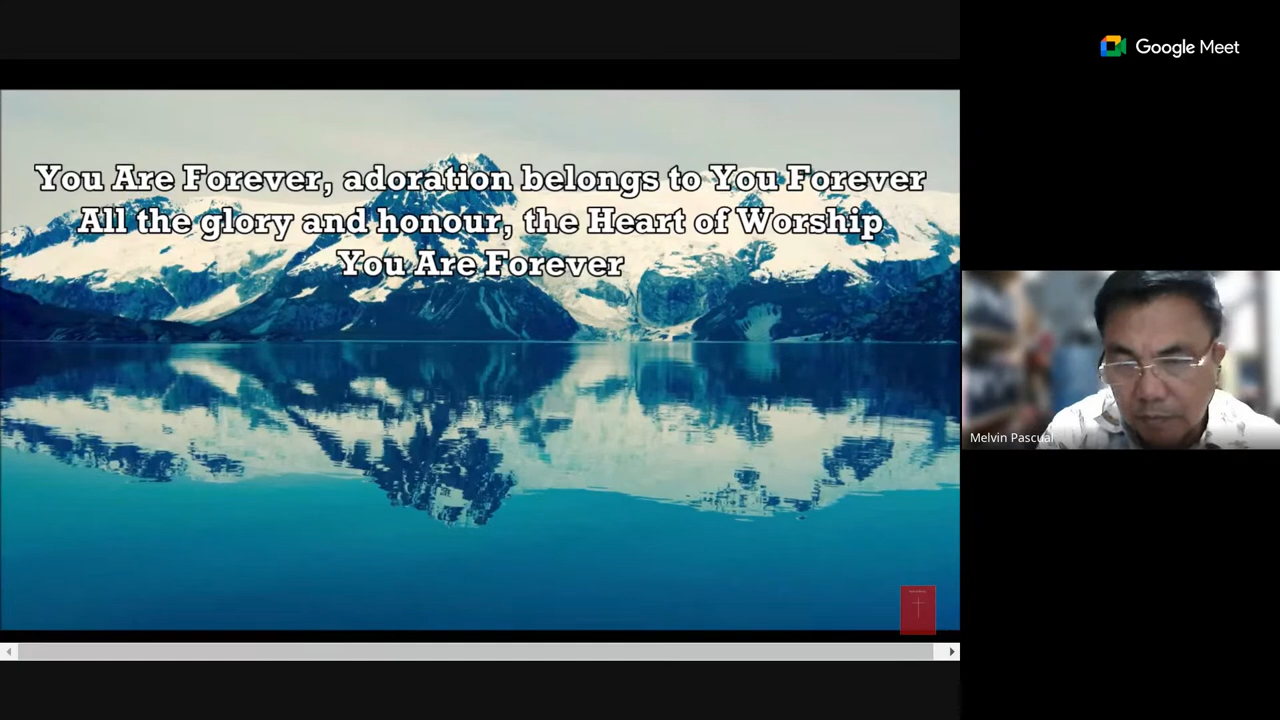 You Are Forever, adoration belongs to You Forever
All the glory and honour, the Heart of Worship
You Are Forever
Google Meet
Melvin Pascual